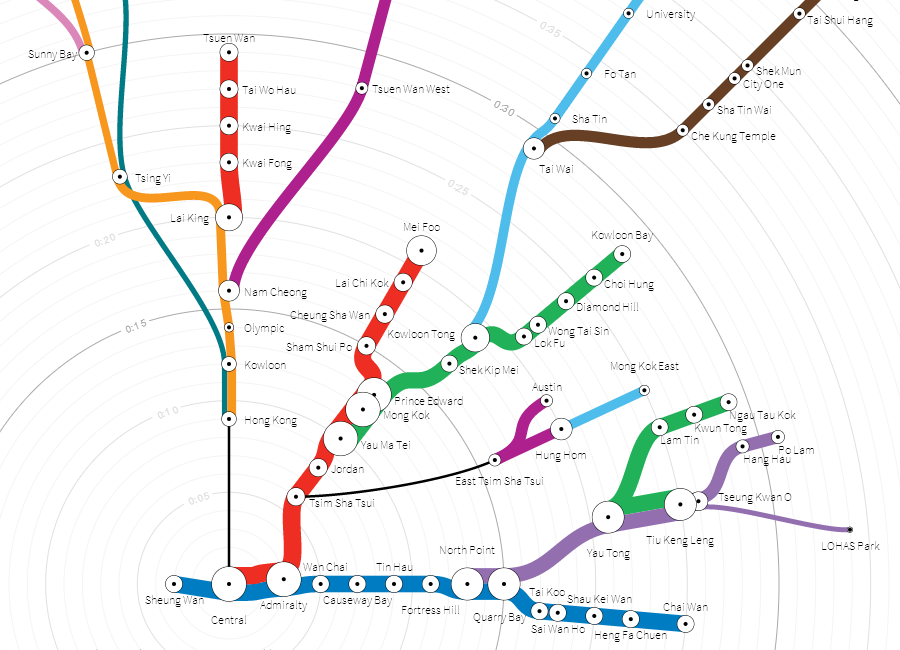 University
Tai Shui Hang
0:35
Tsuen Wan
Sunny Bay
Shek Mun
Fo Tan
City One
Tai Wo Hau
Tsuen Wan West
0:30
Sha Tin Wai
Sha Tin
Kwai Hing
Che Kung Temple
Kwai Fong
Tai Wai
Tsing Yi
0:25
Lai King
Mei Foo
0:20
Kowloon Bay
Lai Chi Kok
Choi Hung
Nam Cheong
Diamond Hill
Cheung Sha Wan
0:15
Olympic
Kowloon Tong
Wong Tai Sin
Sham Shui Po
Lok Fu
Kowloon
Shek Kip Mei
Mong Kok East
Austin
Prince Edward
0:10
Mong Kok
Ngau Tau Kok
Hong Kong
Kwun Tong
Lam Tin
Yau Ma Tei
Po Lam
Hung Hom
Hang Hau
Jordan
East Tsim Sha Tsui
0:05
Tseung Kwan O
Tsim Sha Tsui
Tiu Keng Leng
LOHAS Park
North Point
Yau Tong
Wan Chai
Tin Hau
Tai Koo
Sheung Wan
Causeway Bay
Shau Kei Wan
Admiralty
Fortress Hill
Chai Wan
Central
Quarry Bay
Sai Wan Ho
Heng Fa Chuen